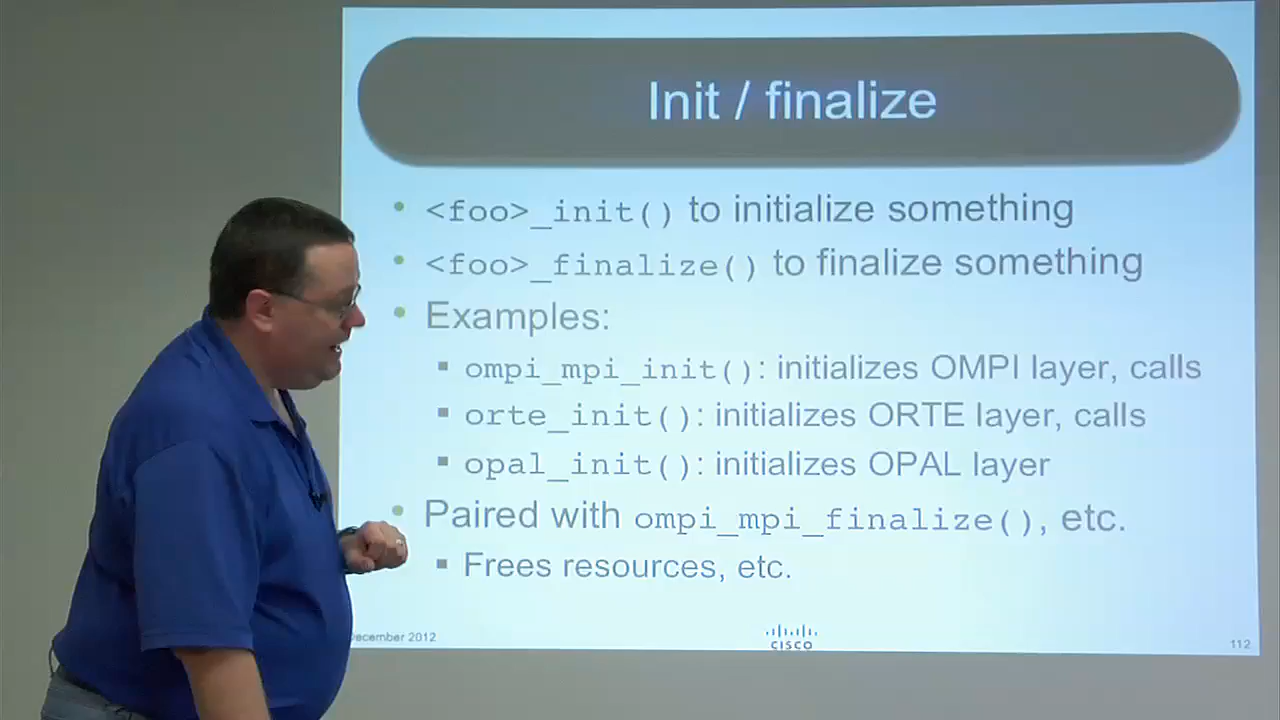 Init / finalize
• <foo>_init() to initialize something
• <foo>_finalize() to finalize something
• Examples:
▪ ompi_mpi_init(): initializes OMPI layer, calls
▪ orte_init(): initializes ORTE layer, calls
▪ opal_init(): initializes OPAL layer
• Paired with ompi_mpi_finalize(), etc.
▪ Frees resources, etc.
December 2012
CISCO
112